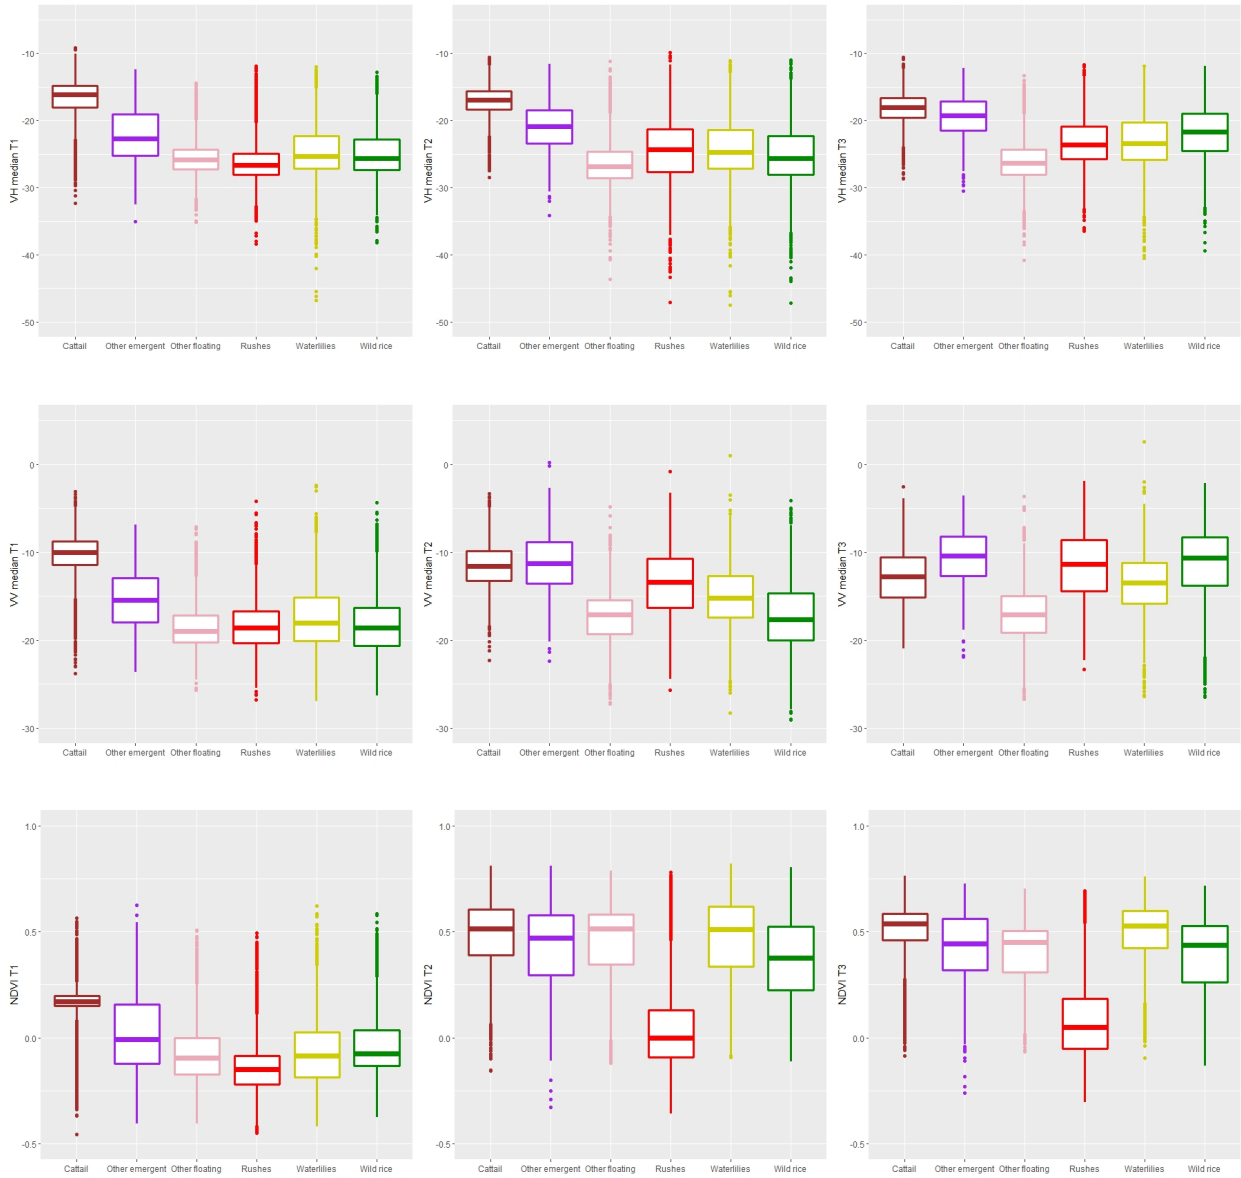 -10
-20
-30
-40
-50
VH median T1
Cattail Other emergent Other floating Rushes Waterlilies Wild rice
-10
-20
-30
-40
-50
VH median T2
Cattail Other emergent Other floating Rushes Waterlilies Wild rice
-10
-20
-30
-40
-50
VH median T3
Cattail Other emergent Other floating Rushes Waterlilies Wild rice
0
-10
-20
-30
VV median T1
Cattail Other emergent Other floating Rushes Waterlilies Wild rice
0
-10
-20
-30
VV median T2
Cattail Other emergent Other floating Rushes Waterlilies Wild rice
0
-10
-20
-30
VV median T3
Cattail Other emergent Other floating Rushes Waterlilies Wild rice
1.0
0.5
0.0
-0.5
NDVI T1
Cattail Other emergent Other floating Rushes Waterlilies Wild rice
1.0
0.5
0.0
-0.5
NDVI T2
Cattail Other emergent Other floating Rushes Waterlilies Wild rice
1.0
0.5
0.0
-0.5
NDVI T3
Cattail Other emergent Other floating Rushes Waterlilies Wild rice